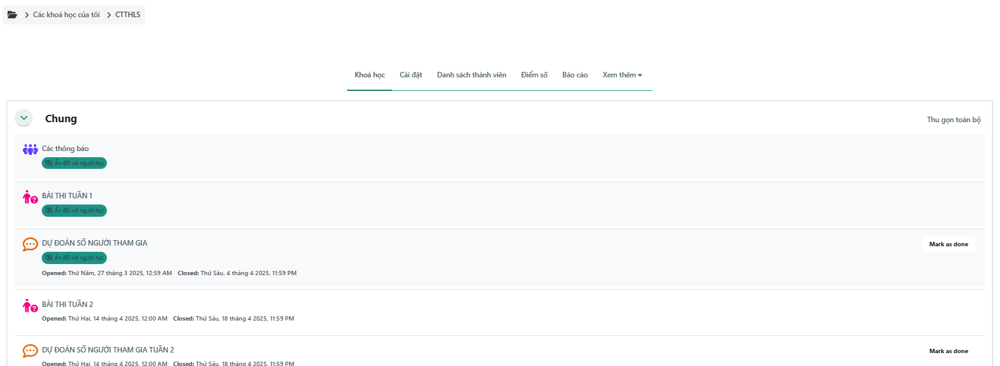 Các khoá học của tôi CTTHLS
Khoá học Cài đặt Danh sách thành viên Điểm số Báo cáo Xem thêm
Chung Thu gọn toàn bộ
Các thông báo
Ẩn đối với người học
BÀI THI TUẦN 1
Ẩn đối với người học
DỰ ĐOÁN SỐ NGƯỜI THAM GIA Mark as done
Ẩn đối với người học
Opened: Thứ Năm, 27 tháng 3 2025, 12:59 AM Closed: Thứ Sáu, 4 tháng 4 2025, 11:59 PM
BÀI THI TUẦN 2
Opened: Thứ Hai, 14 tháng 4 2025, 12:00 AM Closed: Thứ Sáu, 18 tháng 4 2025, 11:59 PM
DỰ ĐOÁN SỐ NGƯỜI THAM GIA TUẦN 2 Mark as done
Opened: Thứ Hai, 14 tháng 4 2025, 12:00 AM Closed: Thứ Sáu, 18 tháng 4 2025, 11:59 PM